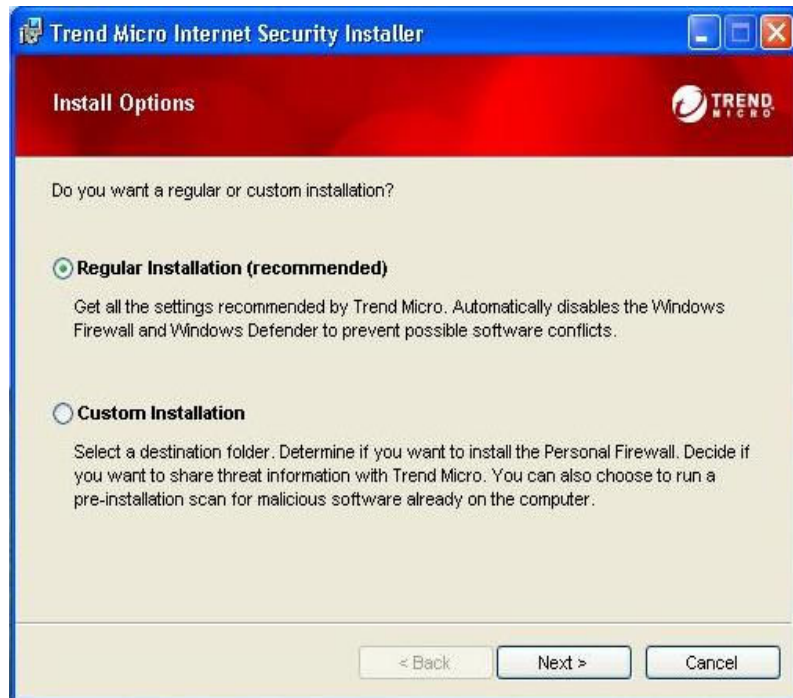 Trend Micro Internet Security Installer
Install Options
TREND
MICRO
Do you want a regular or custom installation?
Regular Installation (recommended)
Get all the settings recommended by Trend Micro. Automatically disables the Windows
Firewall and Windows Defender to prevent possible software conflicts.
Custom Installation
Select a destination folder. Determine if you want to install the Personal Firewall. Decide if
you want to share threat information with Trend Micro. You can also choose to run a
pre-installation scan for malicious software already on the computer.
< Back
Next >
Cancel